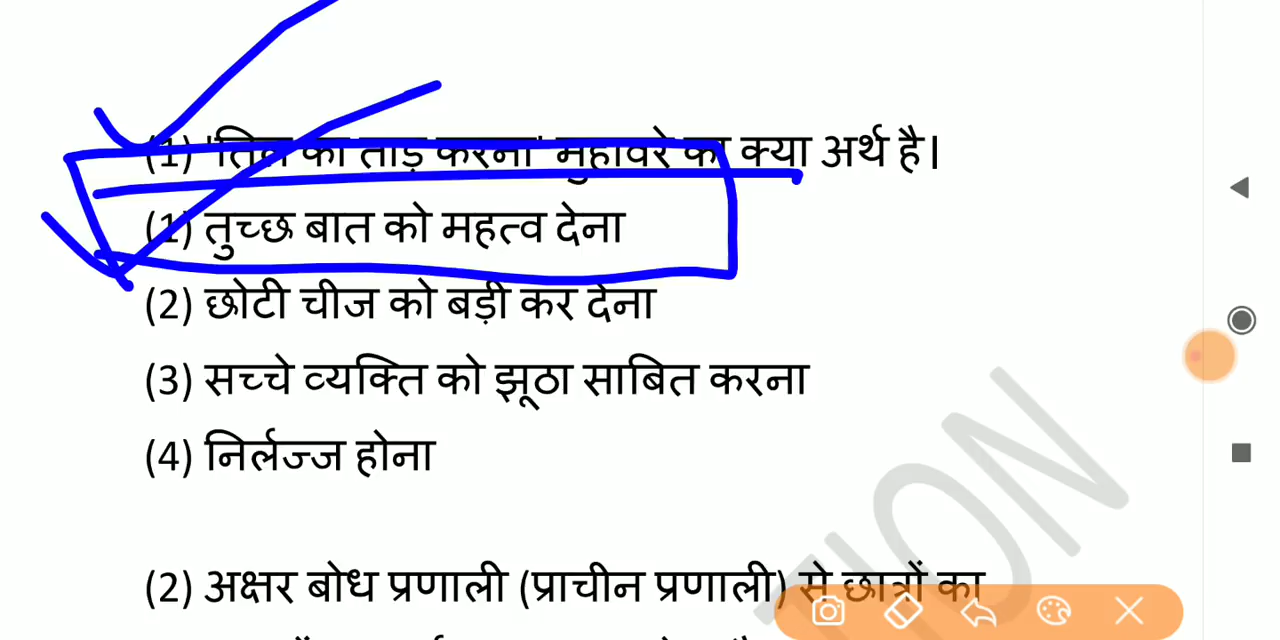 (1) 'तिल का ताड़ करना' मुहावरे का क्या अर्थ है।
(1) तुच्छ बात को महत्व देना
(2) छोटी चीज को बड़ी कर देना
(3) सच्चे व्यक्ति को झूठा साबित करना
(4) निर्लज्ज होना
(2) अक्षर बोध प्रणाली (प्राचीन प्रणाली) से छात्रों का